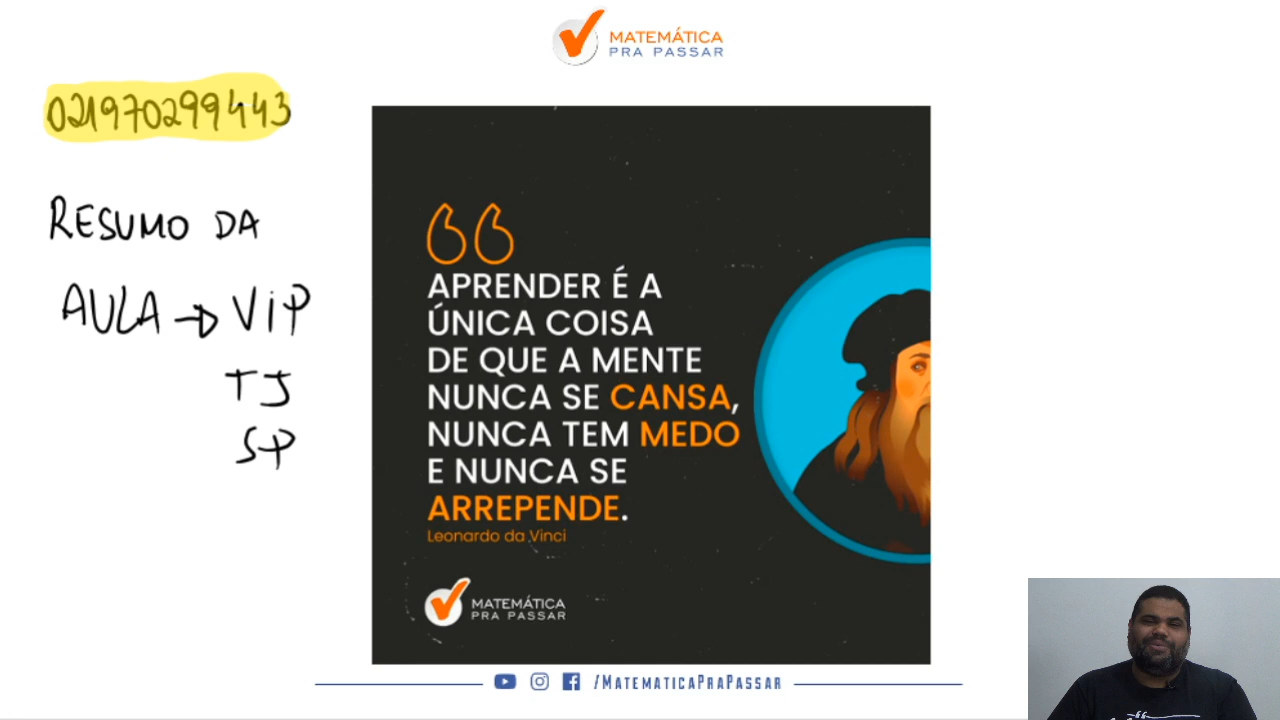 MATEMÁTICA
PRA PASSAR
021970299443
RESUMO DA
AULA → VIP
TJ
SP
APRENDER É A
ÚNICA COISA
DE QUE A MENTE
NUNCA SE CANSA,
NUNCA TEM MEDO
E NUNCA SE
ARREPENDE.
Leonardo da Vinci
MATEMÁTICA
PRA PASSAR
/MATEMATICAPRAPASSAR